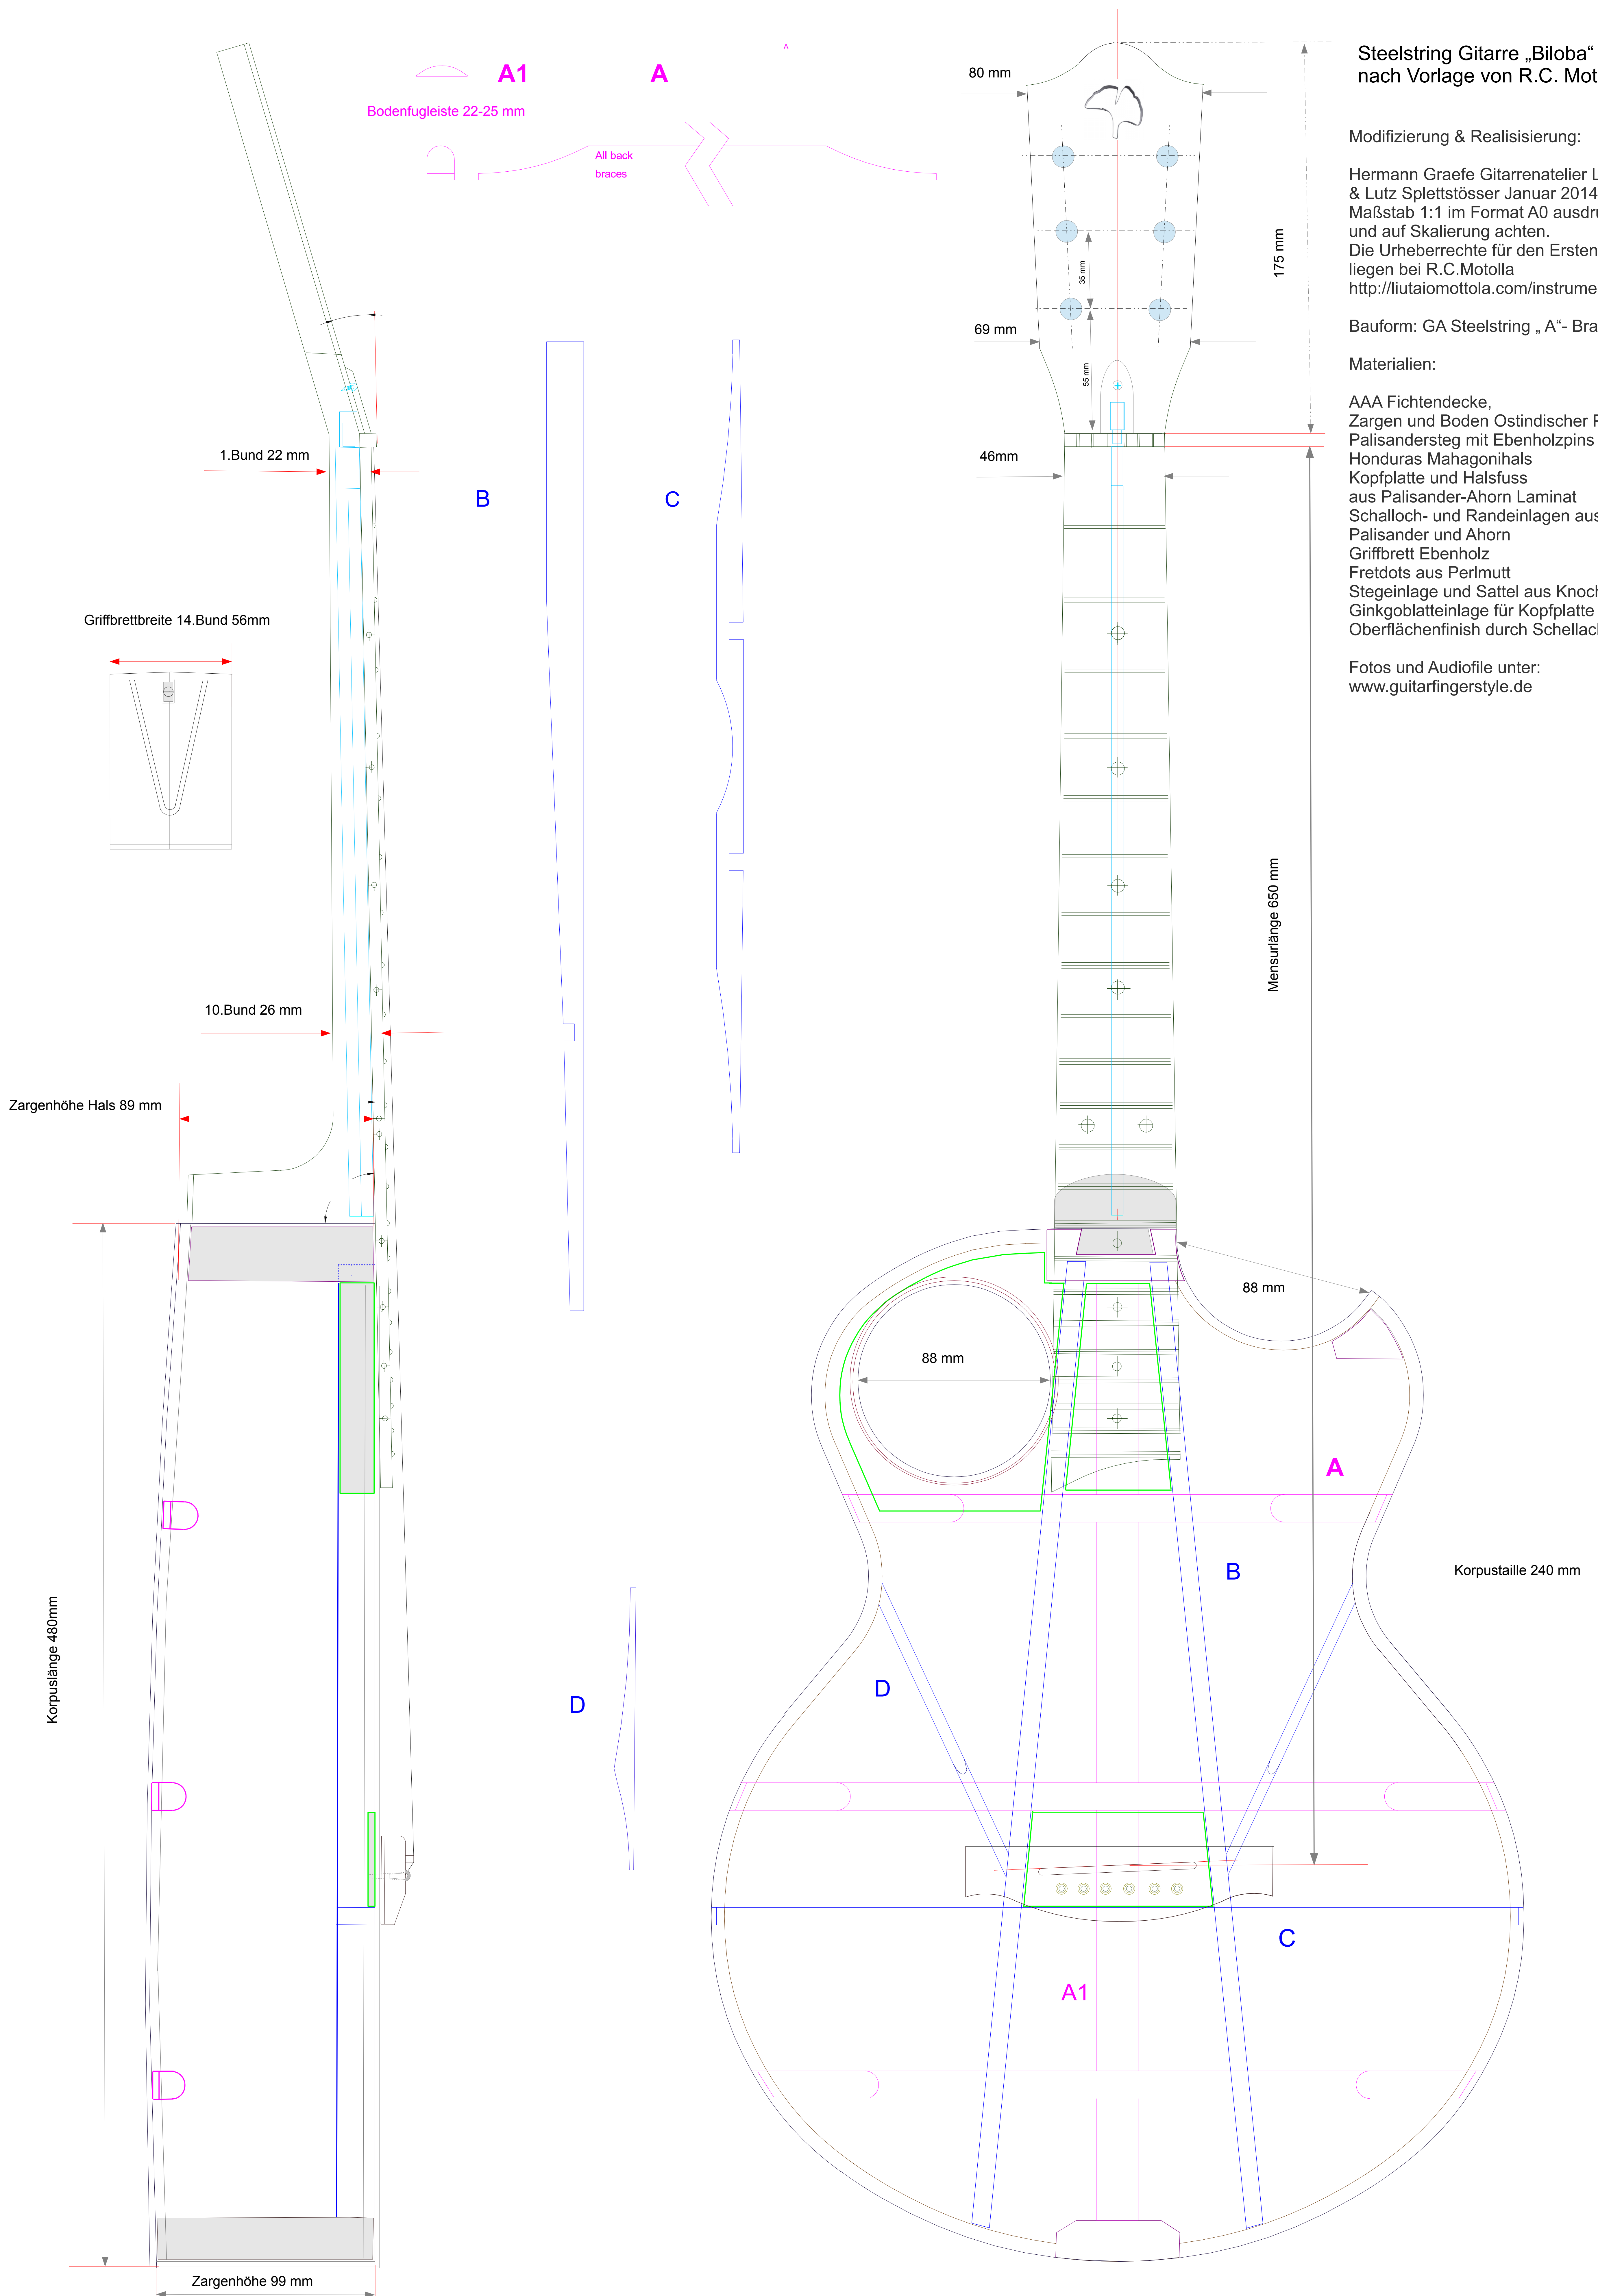 Steelstring Gitarre „Biloba“
nach Vorlage von R.C.
Modifizierung & Realisisierung:
Hermann Graefe Gitarrenatelier
& Lutz Splettstösser Januar 2014
Maßstab 1:1 im Format A0
und auf Skalierung achten.
Die Urheberrechte für den Ersten
liegen bei R.C.Motolla
http://liutaiomottola.com/instrume
Bauform: GA Steelstring „ A“-
Materialien:
AAA Fichtendecke,
Zargen und Boden Ostindischer
Palisandersteg mit Ebenholzpins
Honduras Mahagonihals
Kopfplatte und Halsfuss
aus Palisander-Ahorn Laminat
Schalloch- und Randeinlagen aus
Palisander und Ahorn
Griffbrett Ebenholz
Fretdots aus Perlmutt
Stegeinlage und Sattel aus
Ginkgoblatteinlage für Kopfplatte
Oberflächenfinish durch
Fotos und Audiofile unter:
www.guitarfingerstyle.de
A
A1
A
Bodenfugleiste 22-25 mm
All back
braces
80 mm
175 mm
35 mm
69 mm
55 mm
46mm
1.Bund 22 mm
B
C
Griffbrettbreite 14.Bund 56mm
Mensurlänge 650 mm
10.Bund 26 mm
Zargenhöhe Hals 89 mm
88 mm
88 mm
A
B
Korpustaille 240 mm
Korpuslänge 480mm
D
D
C
A1
Zargenhöhe 99 mm